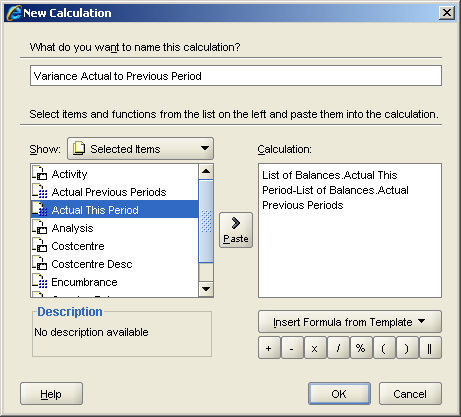 New Calculation
What do you want to name this calculation?
Variance Actual to Previous Period
Select items and functions from the list on the left and paste them into the calculation.
Show: Selected Items
Calculation:
Activity
Actual Previous Periods
Actual This Period
Analysis
Costcentre
Costcentre Desc
Encumbrance
Paste
List of Balances.Actual This
Period-List of Balances.Actual
Previous Periods
Description
No description available
Insert Formula from Template
+ - x / % ( ) ||
Help
OK
Cancel